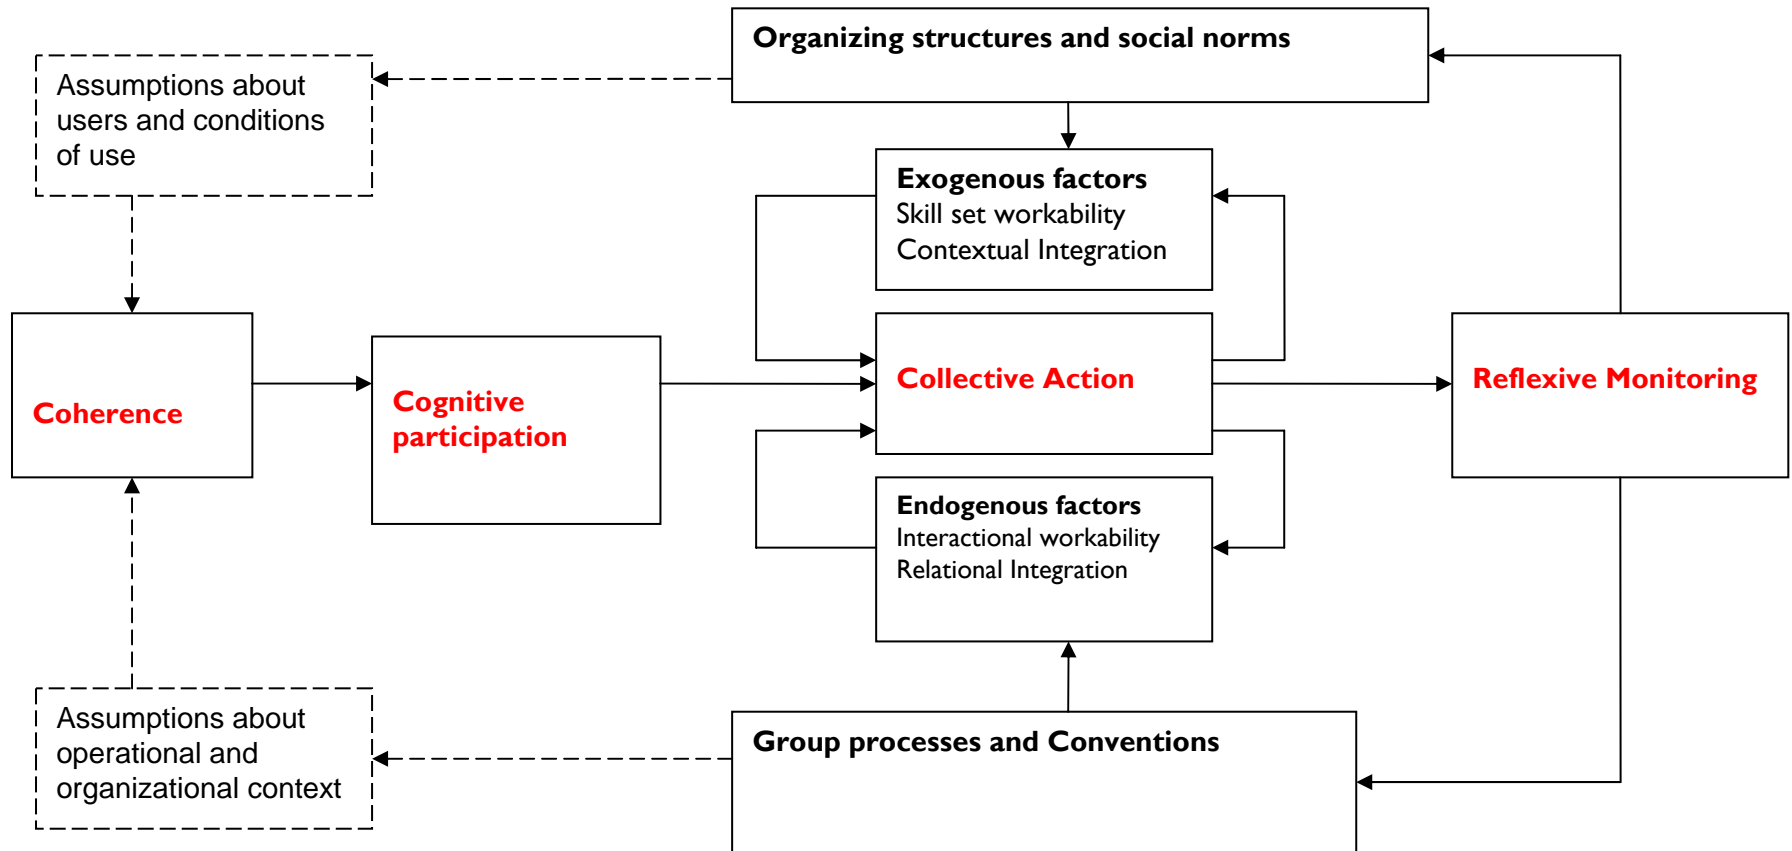 Organizing structures and social norms
Assumptions about
users and conditions
of use
Exogenous factors
Skill set workability
Contextual Integration
Coherence
Cognitive
participation
Collective Action
Reflexive Monitoring
Endogenous factors
Interactional workability
Relational Integration
Assumptions about
operational and
organizational context
Group processes and Conventions